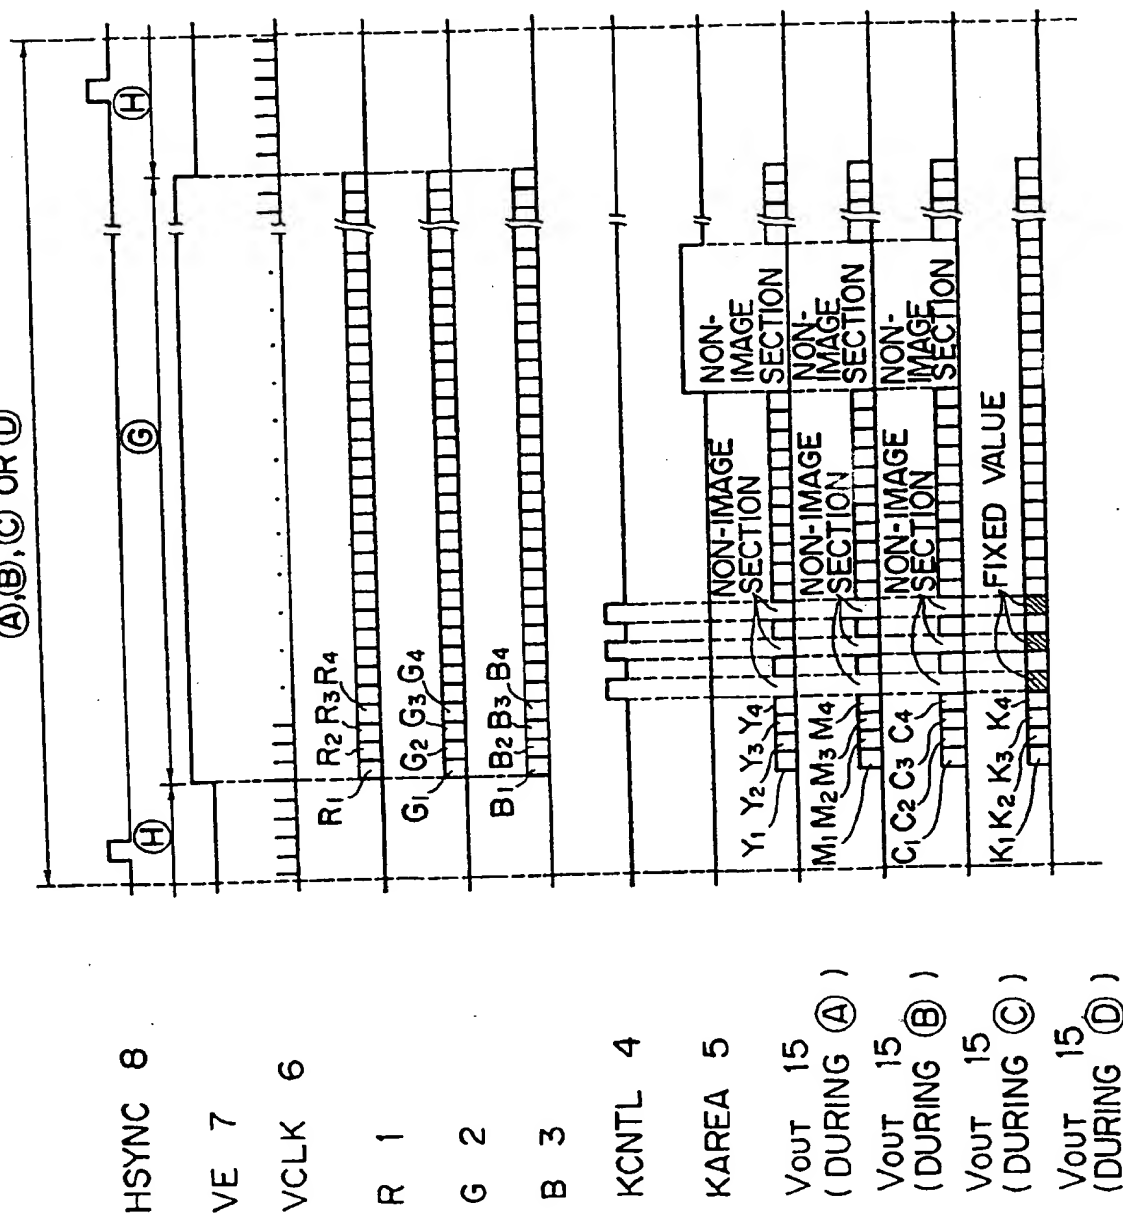 Ⓐ,Ⓑ,Ⓒ OR Ⓓ
HSYNC 8
Ⓗ
Ⓗ
Ⓖ
VE 7
VCLK 6
R 1
R1 R2 R3 R4
G 2
G1 G2 G3 G4
B 3
B1 B2 B3 B4
KCNTL 4
KAREA 5
VOUT 15
(DURING Ⓐ)
Y1 Y2 Y3 Y4
NON-IMAGE
SECTION
NON-
IMAGE
SECTION
VOUT 15
(DURING Ⓑ)
M1 M2 M3 M4
NON-IMAGE
SECTION
NON-
IMAGE
SECTION
VOUT 15
(DURING Ⓒ)
C1 C2 C3 C4
NON-IMAGE
SECTION
NON-
IMAGE
SECTION
VOUT 15
(DURING Ⓓ)
K1 K2 K3 K4
FIXED VALUE